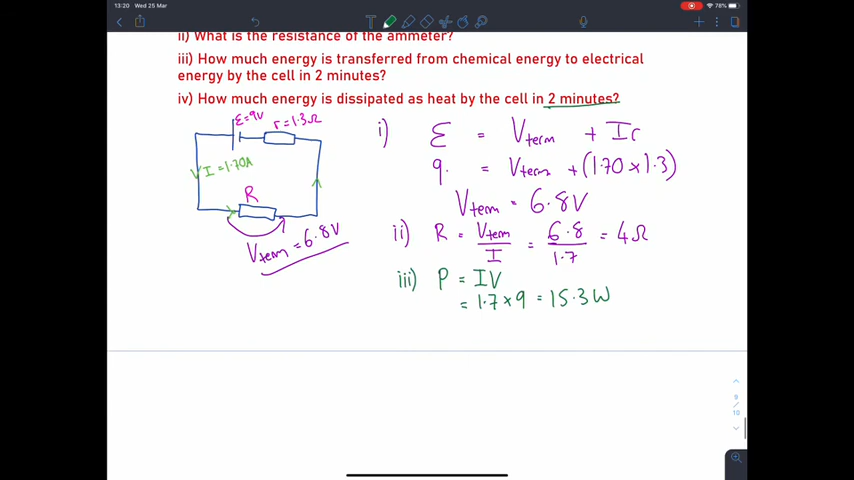 13:20 Wed 25 Mar
78%
ii) What is the resistance of the ammeter?
iii) How much energy is transferred from chemical energy to electrical
energy by the cell in 2 minutes?
iv) How much energy is dissipated as heat by the cell in 2 minutes?
ε=9V
r=1.3Ω
I=1.70A
R
Vterm = 6.8V
i) ε = Vterm + Ir
9 = Vterm + (1.70 x 1.3)
Vterm = 6.8V
ii) R = Vterm / I = 6.8 / 1.7 = 4Ω
iii) P = IV
= 1.7 x 9 = 15.3W
9
10